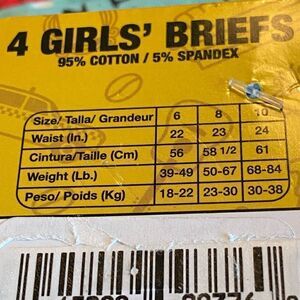 4 GIRLS' BRIEFS
95% COTTON / 5% SPANDEX
Size/ Talla/ Grandeur 6 8 10
Waist (In.) 22 23 24
Cintura/Taille (Cm) 56 58 1/2 61
Weight (Lb.) 39-49 50-67 68-84
Peso/ Poids (Kg) 18-22 23-30 30-38